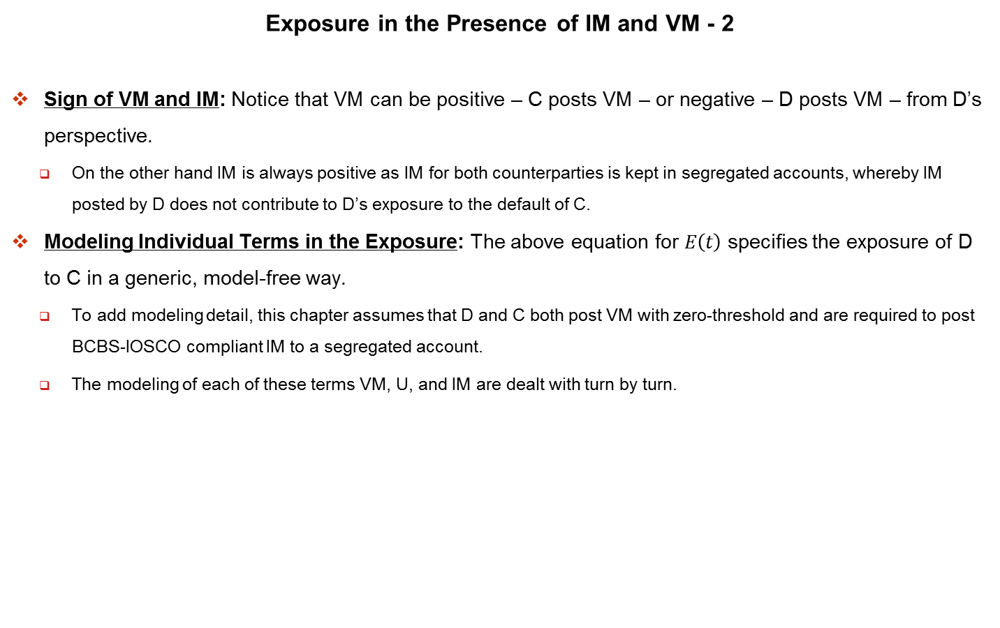 Exposure in the Presence of IM and VM - 2
Sign of VM and IM: Notice that VM can be positive – C posts VM – or negative – D posts VM – from D’s
perspective.
On the other hand IM is always positive as IM for both counterparties is kept in segregated accounts, whereby IM
posted by D does not contribute to D’s exposure to the default of C.
Modeling Individual Terms in the Exposure: The above equation for 𝐸(𝑡) specifies the exposure of D
to C in a generic, model-free way.
To add modeling detail, this chapter assumes that D and C both post VM with zero-threshold and are required to post
BCBS-IOSCO compliant IM to a segregated account.
The modeling of each of these terms VM, U, and IM are dealt with turn by turn.